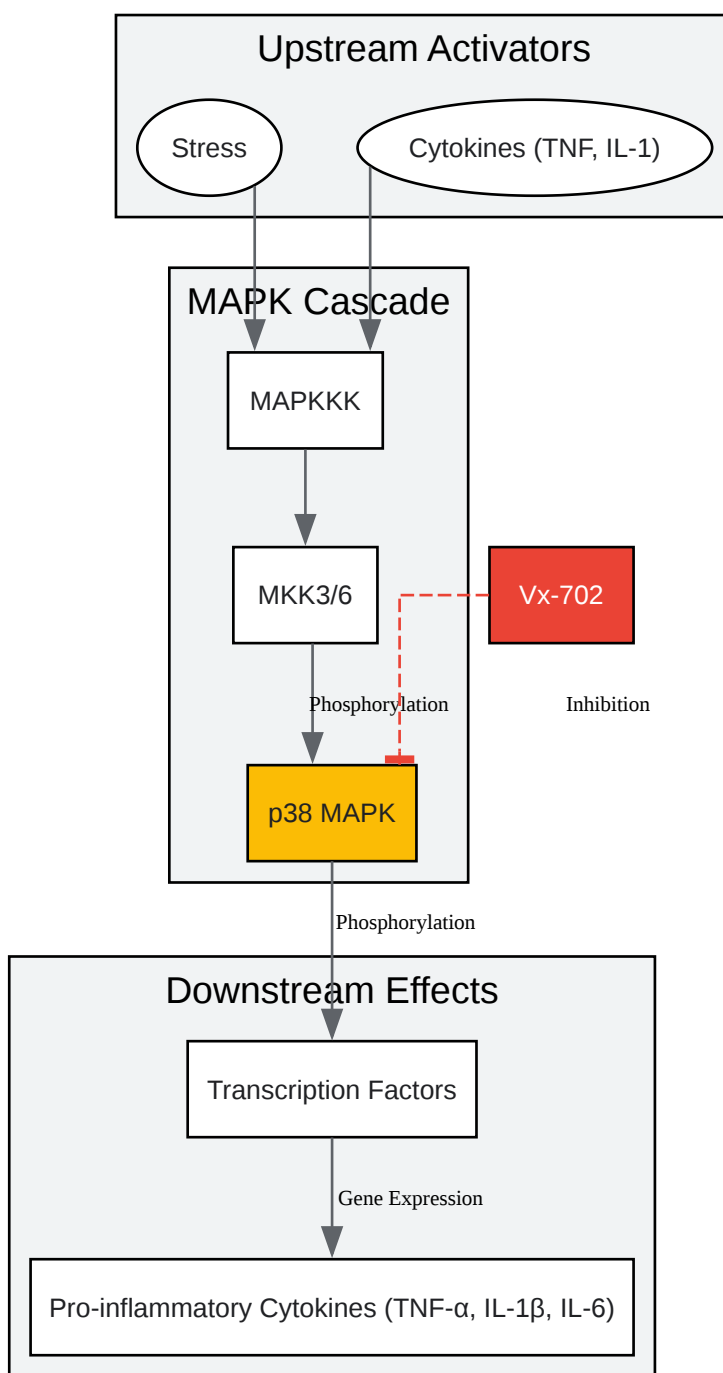 Upstream Activators
Stress
Cytokines (TNF, IL-1)
MAPK Cascade
MAPKKK
MKK3/6
Vx-702
Phosphorylation
Inhibition
p38 MAPK
Phosphorylation
Downstream Effects
Transcription Factors
Gene Expression
Pro-inflammatory Cytokines (TNF-α, IL-1β, IL-6)